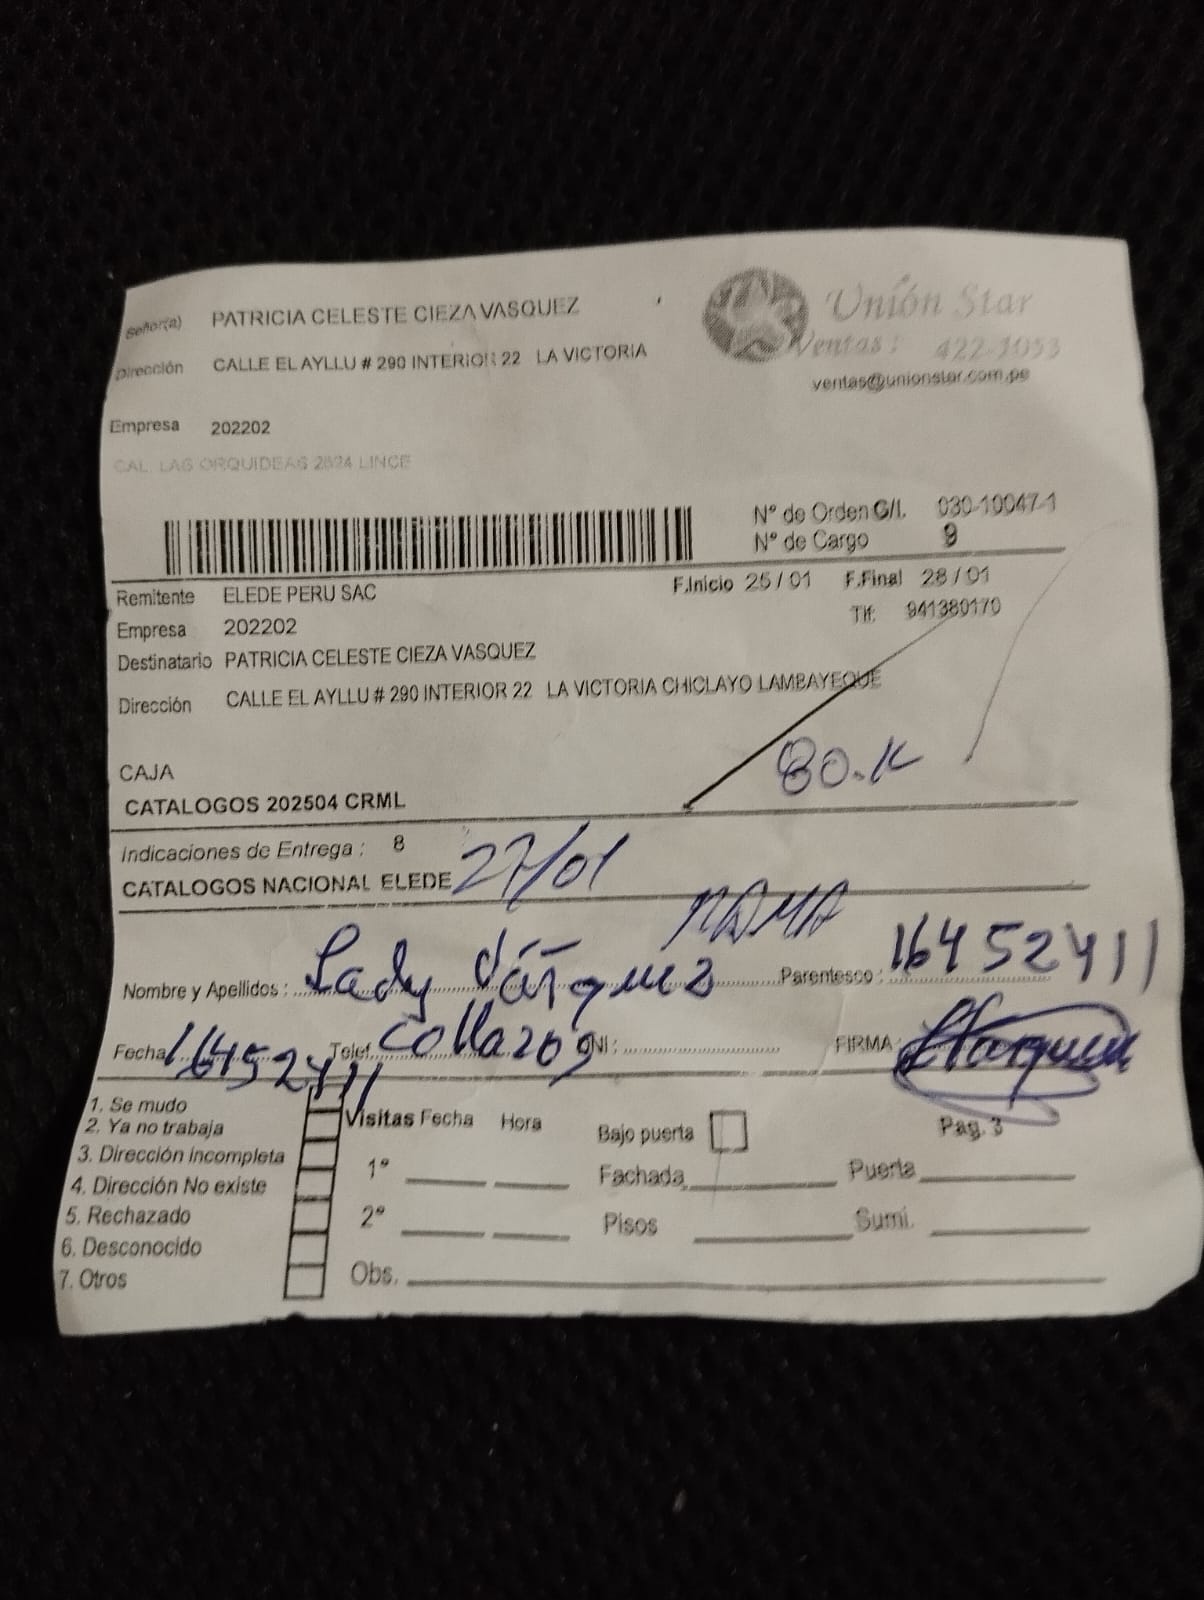 Señor(a) PATRICIA CELESTE CIEZA VASQUEZ
Unión Star
Dirección CALLE EL AYLLU # 290 INTERIOR 22 LA VICTORIA
Ventas: 422-1053
ventas@unionstar.com.pe
Empresa 202202
CAL. LAS ORQUIDEAS 2624 LINCE
Nº de Orden G/I. 030-10047-1
Nº de Cargo 9
Remitente ELEDE PERU SAC
F.Inicio 25/01 F.Final 28/01
Empresa 202202
Tlf: 941380170
Destinatario PATRICIA CELESTE CIEZA VASQUEZ
Dirección CALLE EL AYLLU # 290 INTERIOR 22 LA VICTORIA CHICLAYO LAMBAYEQUE
80.K
CAJA
CATALOGOS 202504 CRML
Indicaciones de Entrega : 8
27/01
CATALOGOS NACIONAL ELEDE
MAMA
Nombre y Apellidos : Lady Vásquez Parentesco : 16452411
Fecha 16452411 Telef. Collazos DNI : FIRMA :
1. Se mudo
2. Ya no trabaja
3. Dirección incompleta
4. Dirección No existe
5. Rechazado
6. Desconocido
7. Otros
Visitas Fecha Hora Bajo puerta Pag. 3
1º Fachada Puerta
2º Pisos Sumi.
Obs.